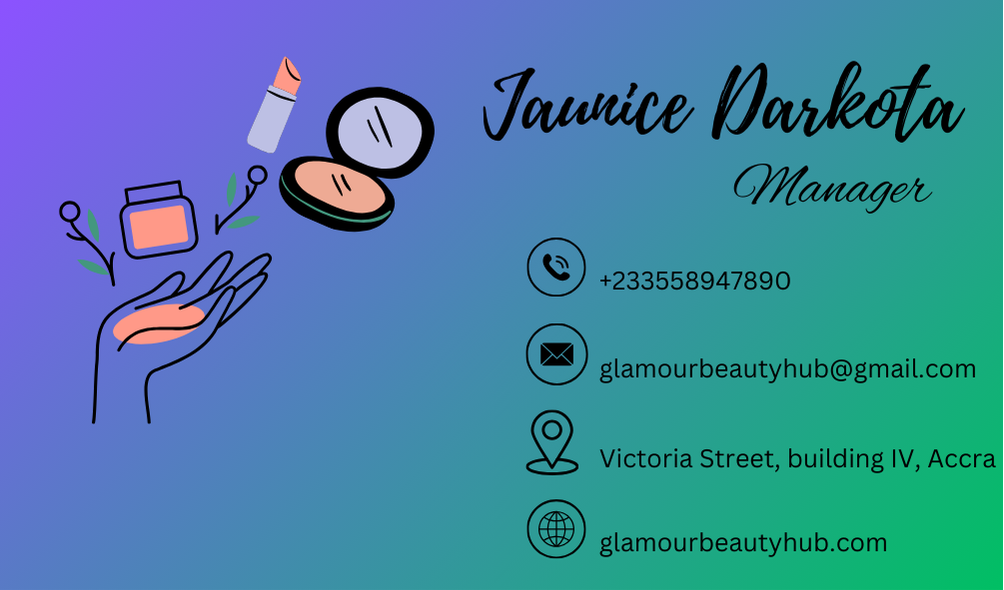 Jaunice Darkota
Manager
+233558947890
glamourbeautyhub@gmail.com
Victoria Street, building IV, Accra
glamourbeautyhub.com